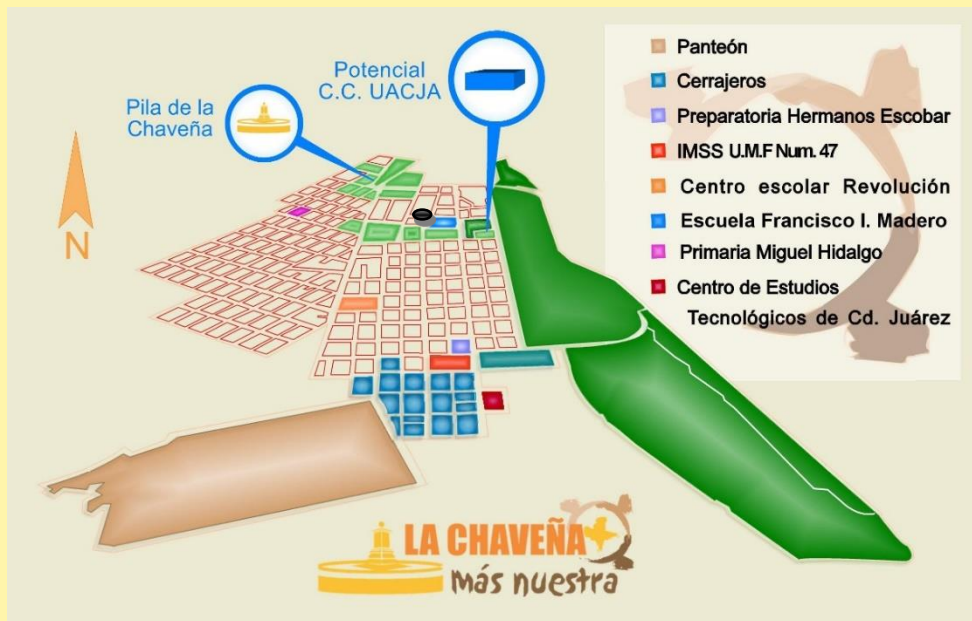 Potencial
C.C. UACJA
Pila de la
Chaveña
N
Panteón
Cerrajeros
Preparatoria Hermanos Escobar
IMSS U.M.F Num. 47
Centro escolar Revolución
Escuela Francisco I. Madero
Primaria Miguel Hidalgo
Centro de Estudios
Tecnológicos de Cd. Juárez
LA CHAVEÑA
más nuestra